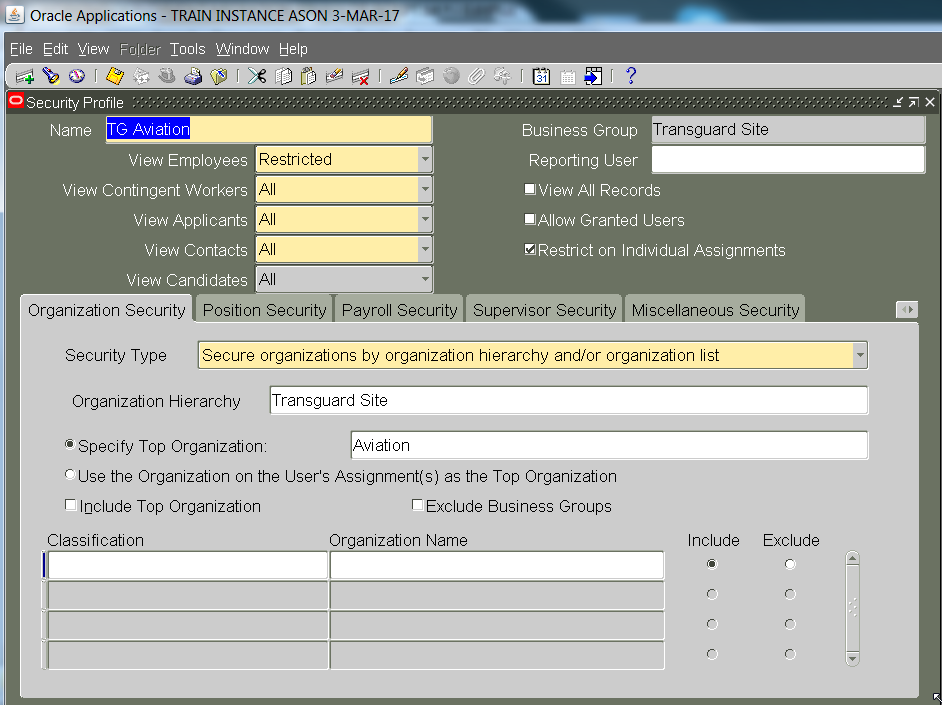 Oracle Applications - TRAIN INSTANCE ASON 3-MAR-17
File Edit View Folder Tools Window Help
31 ?
Security Profile
Name TG Aviation Business Group Transguard Site
View Employees Restricted Reporting User
View Contingent Workers All View All Records
View Applicants All Allow Granted Users
View Contacts All Restrict on Individual Assignments
View Candidates All
Organization Security Position Security Payroll Security Supervisor Security Miscellaneous Security
Security Type Secure organizations by organization hierarchy and/or organization list
Organization Hierarchy Transguard Site
Specify Top Organization: Aviation
Use the Organization on the User's Assignment(s) as the Top Organization
Include Top Organization Exclude Business Groups
Classification Organization Name Include Exclude